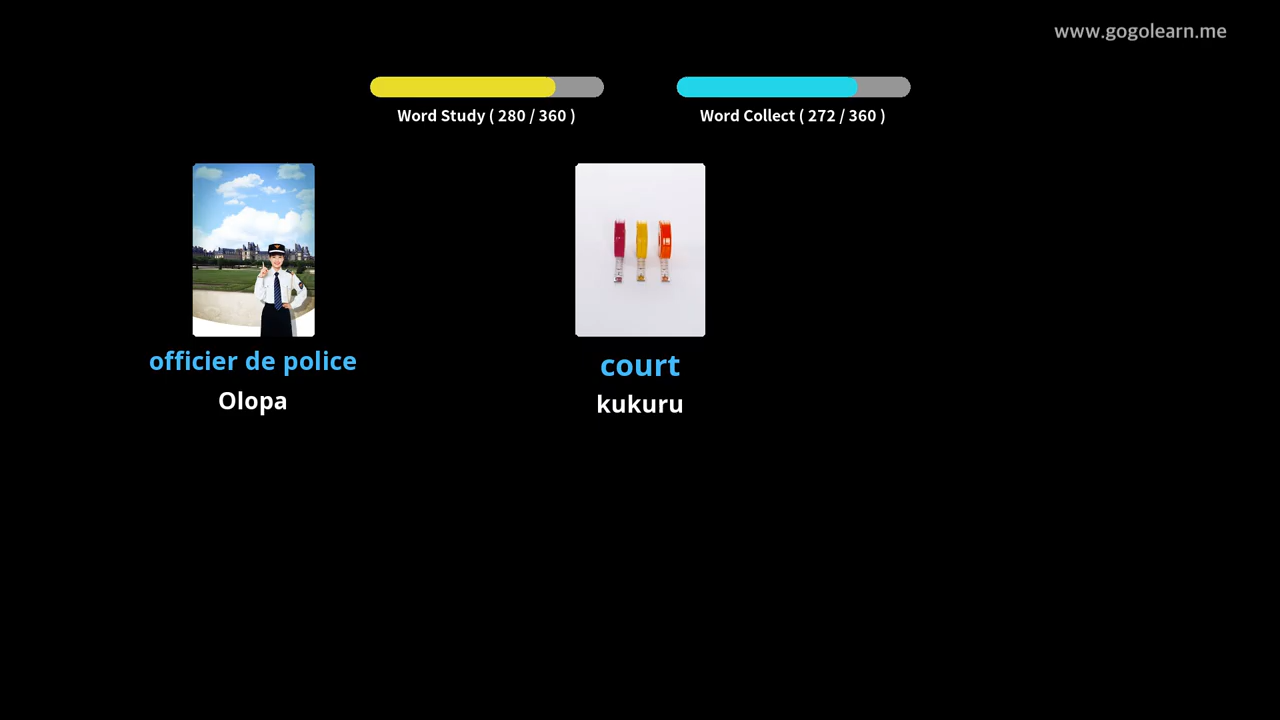 www.gogolearn.me
Word Study ( 280 / 360 )
Word Collect ( 272 / 360 )
officier de police
Olopa
court
kukuru